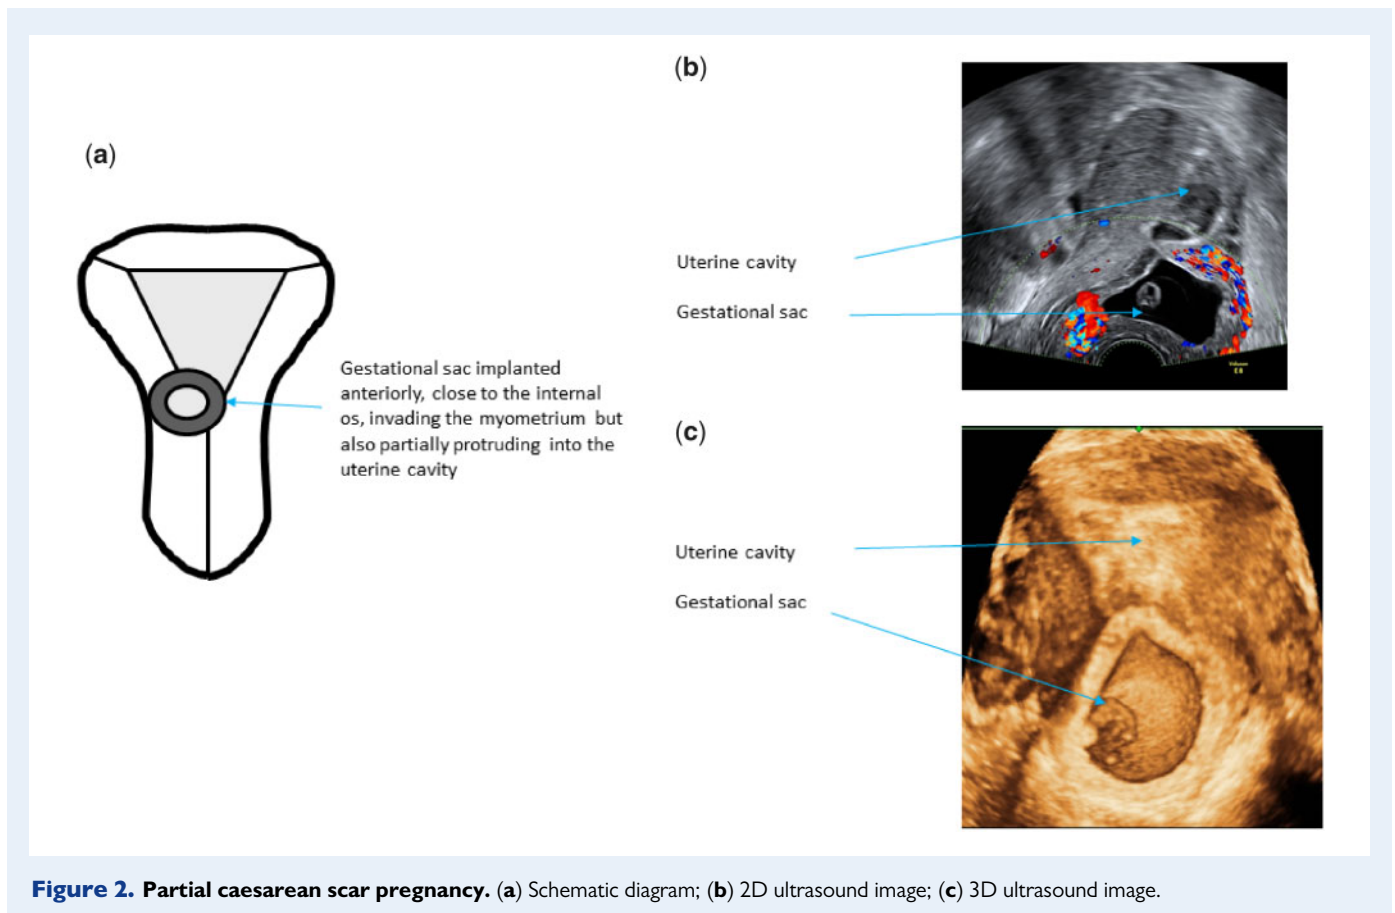 (a)
Gestational sac implanted
anteriorly, close to the internal
os, invading the myometrium but
also partially protruding into the
uterine cavity
(b)
Uterine cavity
Gestational sac
(c)
Uterine cavity
Gestational sac
Figure 2. Partial caesarean scar pregnancy. (a) Schematic diagram; (b) 2D ultrasound image; (c) 3D ultrasound image.